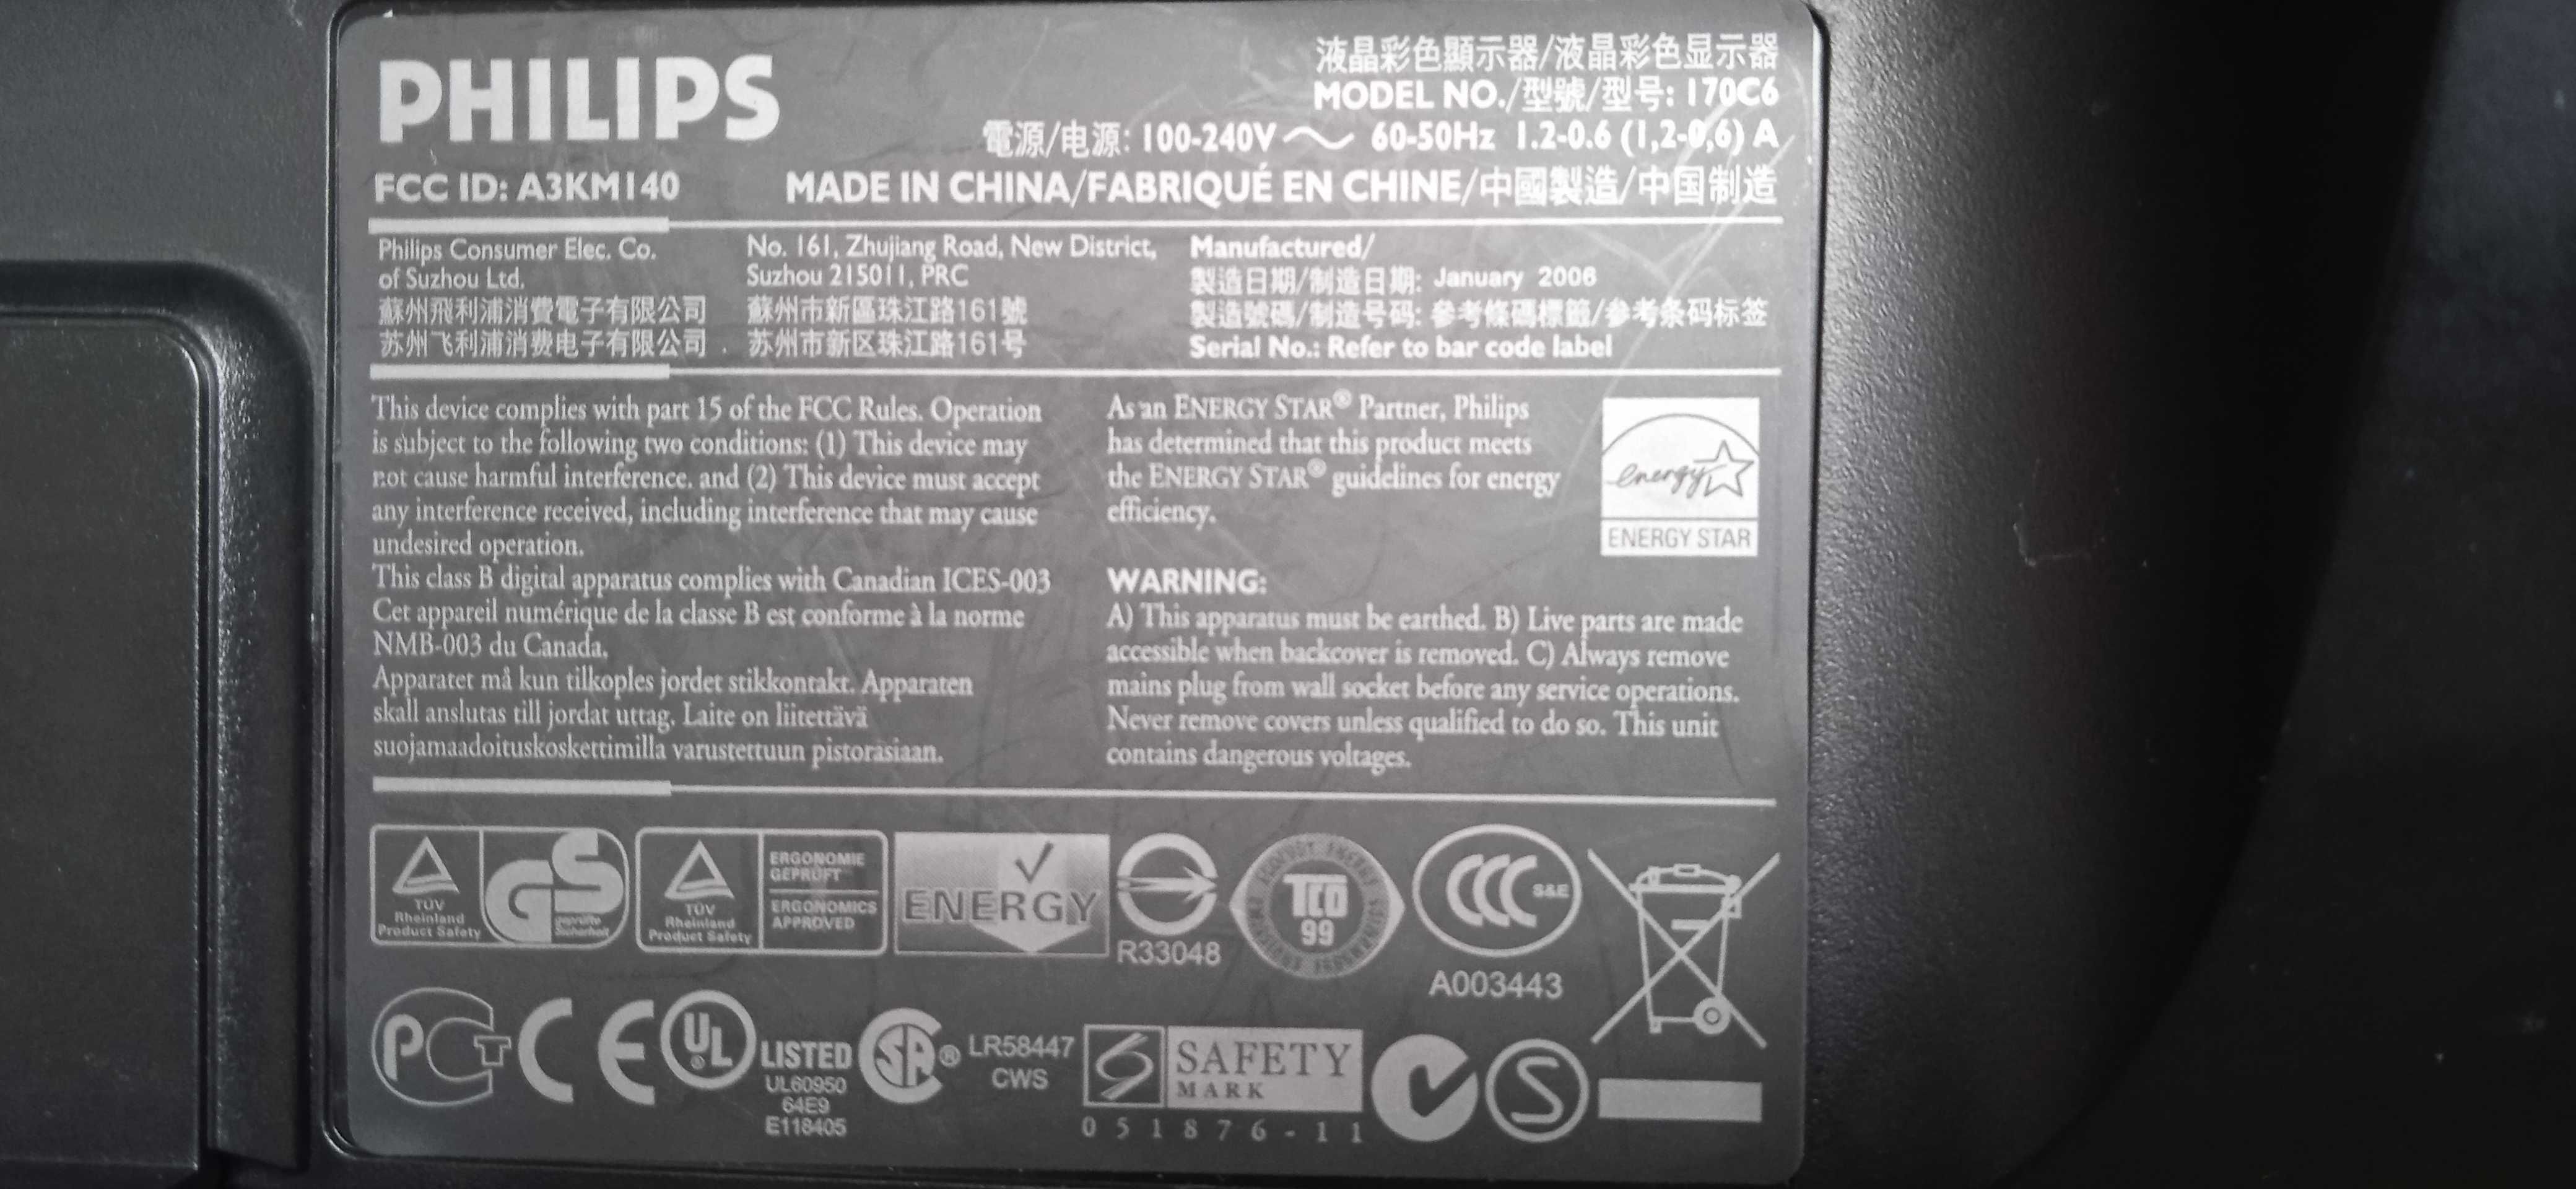 PHILIPS
液晶彩色顯示器/液晶彩色显示器
MODEL NO./型號/型号: 170C6
電源/电源: 100-240V ～ 60-50Hz 1.2-0.6 (1,2-0,6) A
FCC ID: A3KM140
MADE IN CHINA/FABRIQUÉ EN CHINE/中國製造/中国制造
Philips Consumer Elec. Co.
of Suzhou Ltd.
蘇州飛利浦消費電子有限公司
苏州飞利浦消费电子有限公司
No. 161, Zhujiang Road, New District,
Suzhou 215011, PRC
蘇州市新區珠江路161號
苏州市新区珠江路161号
Manufactured/
製造日期/制造日期: January 2006
製造號碼/制造号码: 參考條碼標籤/参考条码标签
Serial No.: Refer to bar code label
This device complies with part 15 of the FCC Rules. Operation
is subject to the following two conditions: (1) This device may
not cause harmful interference. and (2) This device must accept
any interference received, including interference that may cause
undesired operation.
This class B digital apparatus complies with Canadian ICES-003
Cet appareil numérique de la classe B est conforme à la norme
NMB-003 du Canada.
Apparatet må kun tilkoples jordet stikkontakt. Apparaten
skall anslutas till jordat uttag. Laite on liitettävä
suojamaadoituskoskettimilla varustettuun pistorasiaan.
As an ENERGY STAR® Partner, Philips
has determined that this product meets
the ENERGY STAR® guidelines for energy
efficiency.
energy
ENERGY STAR
WARNING:
A) This apparatus must be earthed. B) Live parts are made
accessible when backcover is removed. C) Always remove
mains plug from wall socket before any service operations.
Never remove covers unless qualified to do so. This unit
contains dangerous voltages.
TÜV
Rheinland
Product Safety
GS
geprüfte
Sicherheit
TÜV
Rheinland
Product Safety
ERGONOMIE
GEPRÜFT
ERGONOMICS
APPROVED
ENERGY
R33048
TCO
99
CCC S&E
A003443
PCT
CE
UL
LISTED
UL60950
64E9
E118405
SA®
LR58447
CWS
SAFETY
MARK
051876-11
S